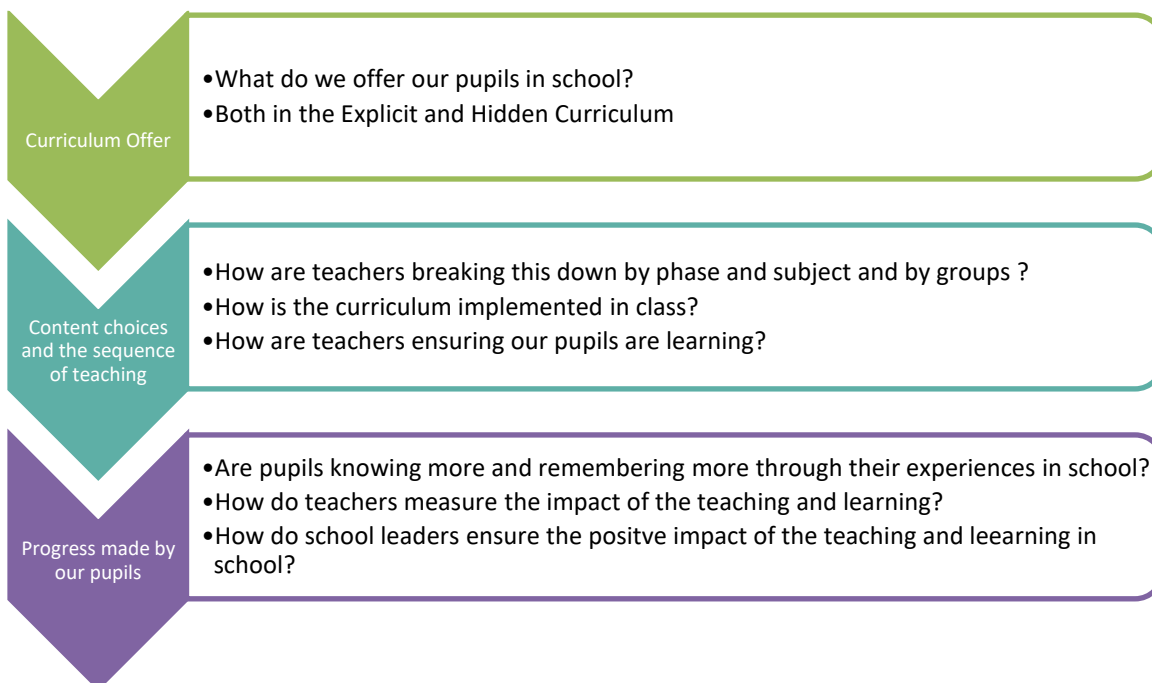 Curriculum Offer
•What do we offer our pupils in school?
•Both in the Explicit and Hidden Curriculum
Content choices
and the sequence
of teaching
•How are teachers breaking this down by phase and subject and by groups ?
•How is the curriculum implemented in class?
•How are teachers ensuring our pupils are learning?
Progress made by
our pupils
•Are pupils knowing more and remembering more through their experiences in school?
•How do teachers measure the impact of the teaching and learning?
•How do school leaders ensure the positve impact of the teaching and leearning in
school?